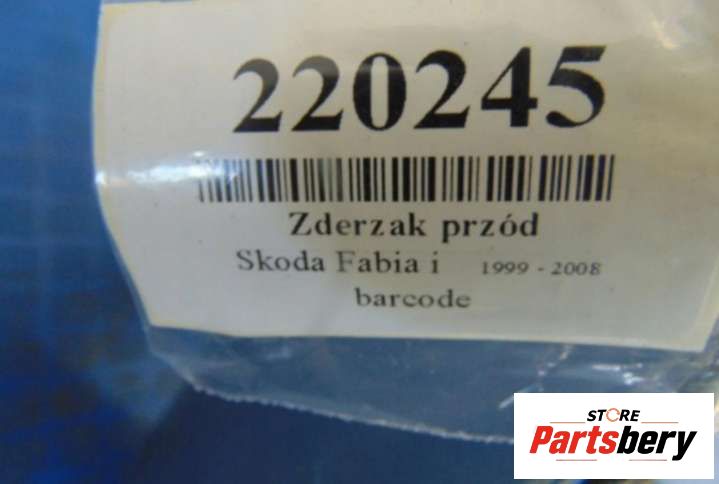 220245
Zderzak przód
Skoda Fabia i 1999 - 2008
barcode
STORE
Partsbery